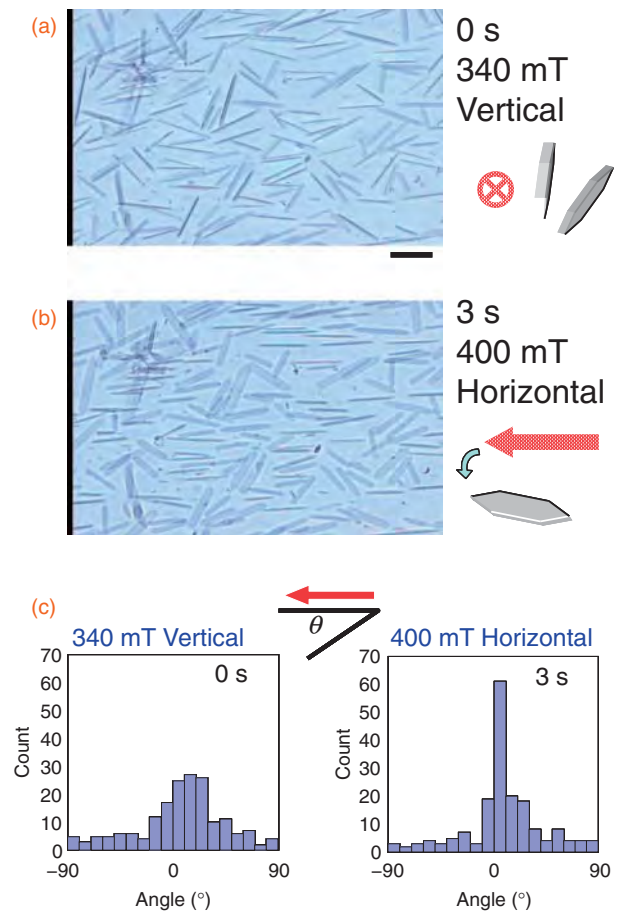 (a)
0 s
340 mT
Vertical
(b)
3 s
400 mT
Horizontal
(c)
θ
340 mT Vertical
400 mT Horizontal
70
60
50
40
30
20
10
0
Count
0 s
−90
0
90
Angle (°)
70
60
50
40
30
20
10
0
Count
3 s
−90
0
90
Angle (°)